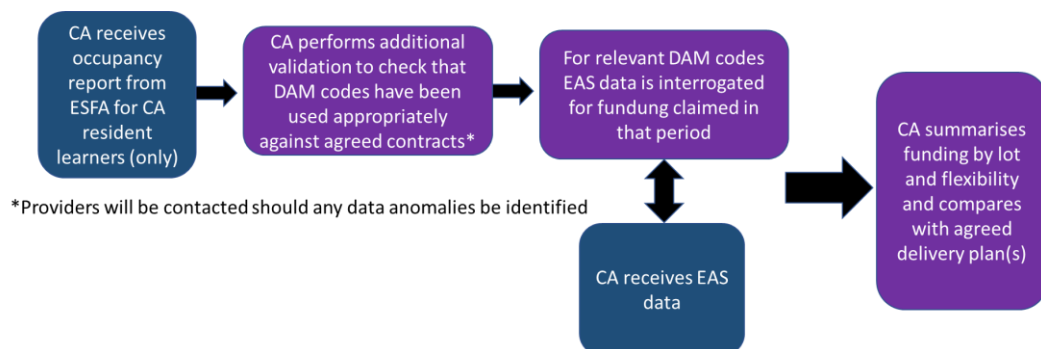 CA receives
occupancy
report from
ESFA for CA
resident
learners (only)
CA performs additional
validation to check that
DAM codes have been
used appropriately
against agreed contracts*
For relevant DAM codes
EAS data is interrogated
for fundung claimed in
that period
CA summarises
funding by lot
and flexibility
and compares
with agreed
delivery plan(s)
*Providers will be contacted should any data anomalies be identified
CA receives EAS
data